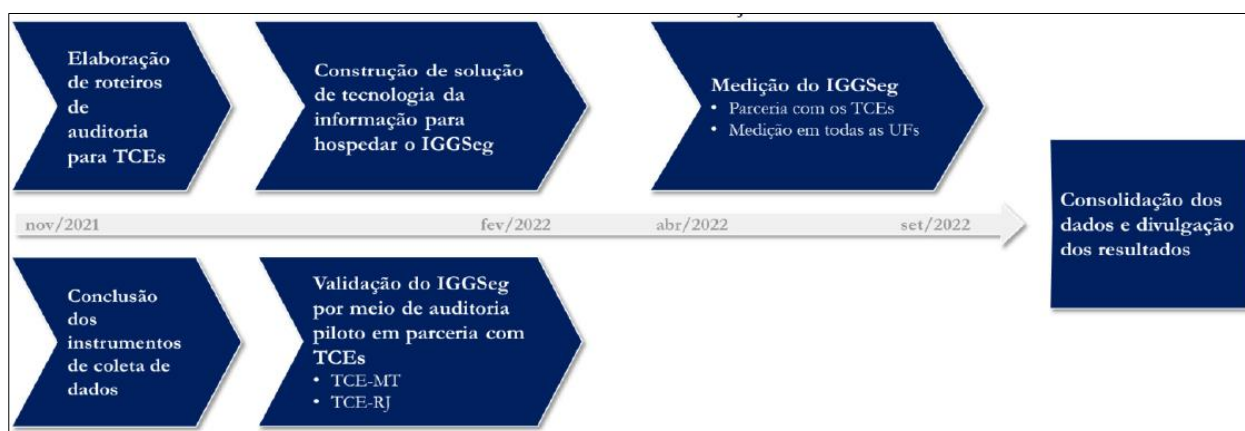 Elaboração
de roteiros
de
auditoria
para TCEs
Construção de solução
de tecnologia da
informação para
hospedar o IGGSeg
Medição do IGGSeg
• Parceria com os TCEs
• Medição em todas as UFs
nov/2021
fev/2022
abr/2022
set/2022
Consolidação dos
dados e divulgação
dos resultados
Conclusão
dos
instrumentos
de coleta de
dados
Validação do IGGSeg
por meio de auditoria
piloto em parceria com
TCEs
• TCE-MT
• TCE-RJ